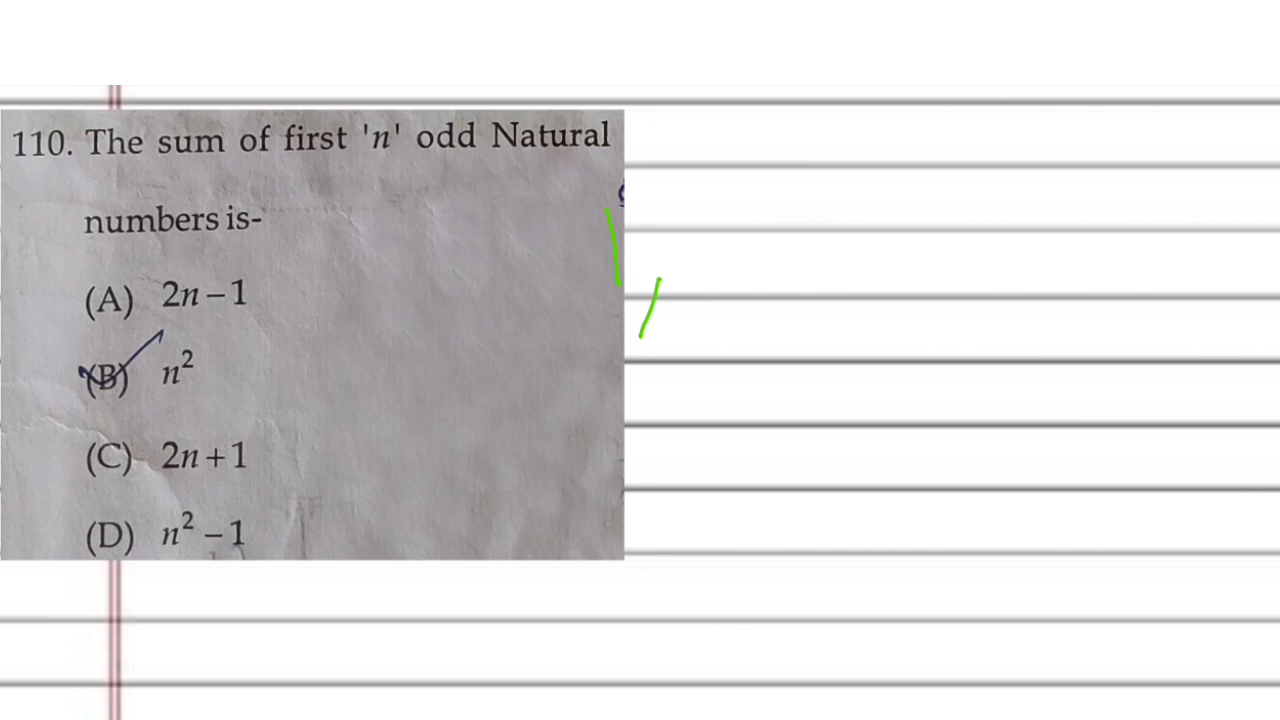 110. The sum of first 'n' odd Natural
numbers is-
(A) 2n – 1
(B) n²
(C) 2n + 1
(D) n² – 1